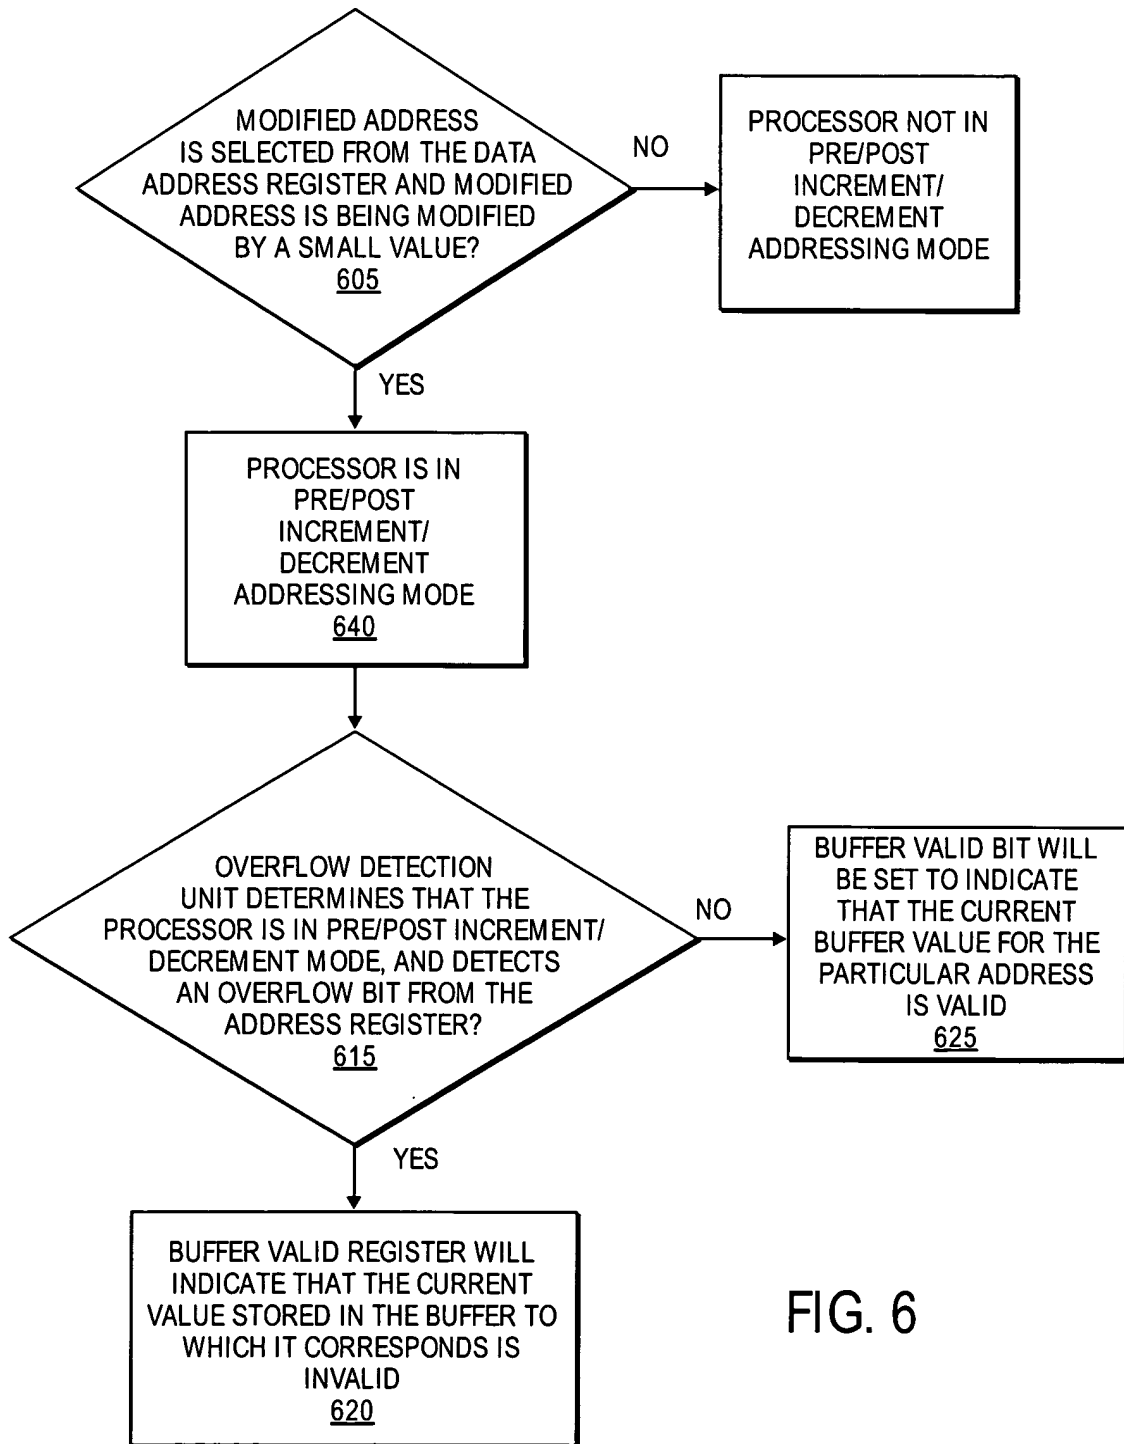 MODIFIED ADDRESS
IS SELECTED FROM THE DATA
ADDRESS REGISTER AND MODIFIED
ADDRESS IS BEING MODIFIED
BY A SMALL VALUE?
605
NO
PROCESSOR NOT IN
PRE/POST
INCREMENT/
DECREMENT
ADDRESSING MODE
YES
PROCESSOR IS IN
PRE/POST
INCREMENT/
DECREMENT
ADDRESSING MODE
640
OVERFLOW DETECTION
UNIT DETERMINES THAT THE
PROCESSOR IS IN PRE/POST INCREMENT/
DECREMENT MODE, AND DETECTS
AN OVERFLOW BIT FROM THE
ADDRESS REGISTER?
615
NO
BUFFER VALID BIT WILL
BE SET TO INDICATE
THAT THE CURRENT
BUFFER VALUE FOR THE
PARTICULAR ADDRESS
IS VALID
625
YES
BUFFER VALID REGISTER WILL
INDICATE THAT THE CURRENT
VALUE STORED IN THE BUFFER TO
WHICH IT CORRESPONDS IS
INVALID
620
FIG. 6